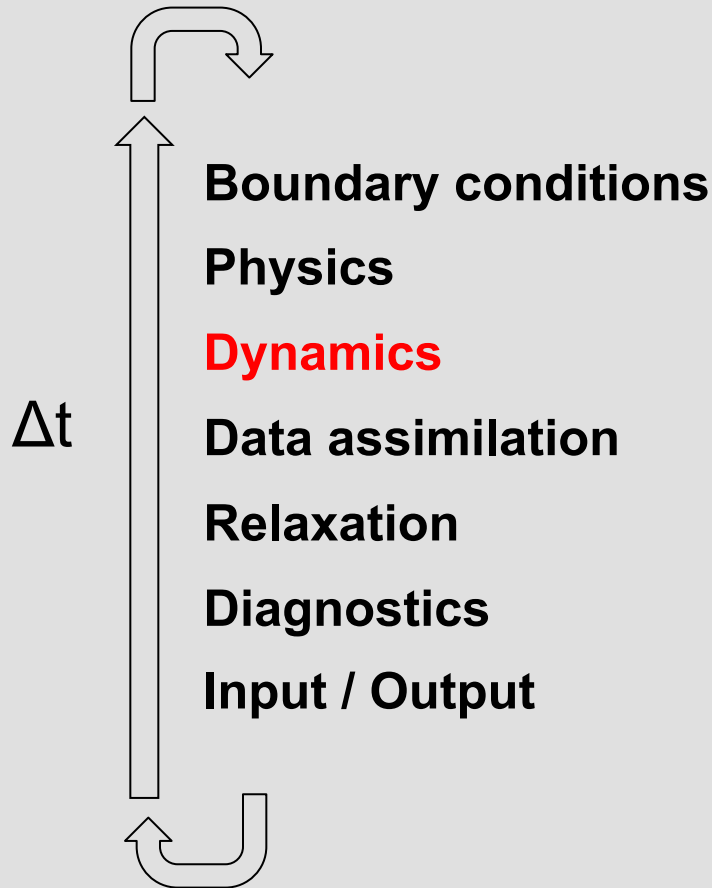 Boundary conditions
Physics
Dynamics
Δt
Data assimilation
Relaxation
Diagnostics
Input / Output